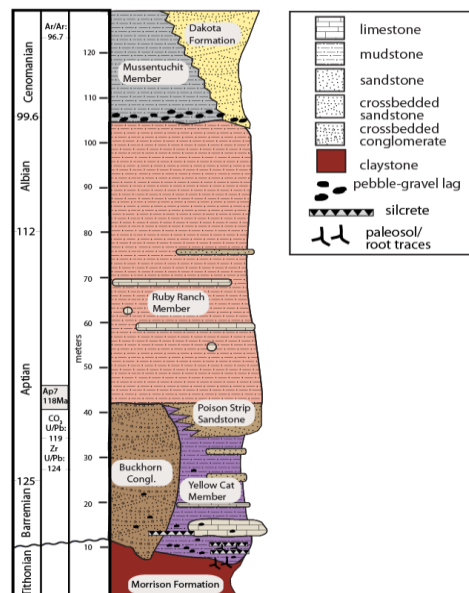 Cenomanian
99.6
Albian
112
Aptian
125
Barremian
Tithonian
Ar/Ar:
96.7
Ap7
118Ma
CO3
U/Pb:
119
Zr
U/Pb:
124
120
110
100
90
80
70
60
50
40
30
20
10
meters
Dakota
Formation
Mussentuchit
Member
Ruby Ranch
Member
Poison Strip
Sandstone
Buckhorn
Congl.
Yellow Cat
Member
Morrison Formation
limestone
mudstone
sandstone
crossbedded
sandstone
crossbedded
conglomerate
claystone
pebble-gravel lag
silcrete
paleosol/
root traces